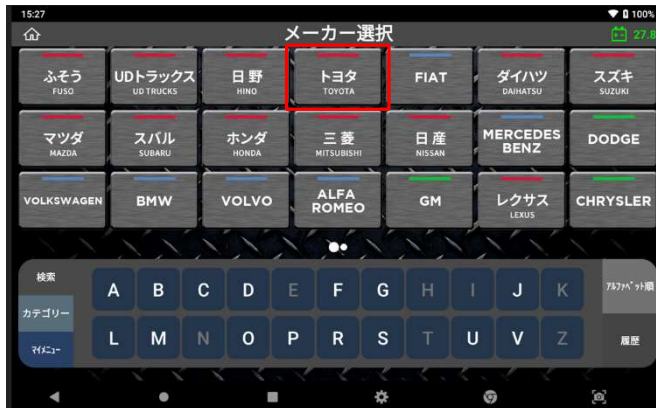 15:27
100%
メーカー選択
27.8
ふそう
FUSO
UDトラックス
UD TRUCKS
日野
HINO
トヨタ
TOYOTA
FIAT
ダイハツ
DAIHATSU
スズキ
SUZUKI
マツダ
MAZDA
スバル
SUBARU
ホンダ
HONDA
三菱
MITSUBISHI
日産
NISSAN
MERCEDES
BENZ
DODGE
VOLKSWAGEN
BMW
VOLVO
ALFA
ROMEO
GM
レクサス
LEXUS
CHRYSLER
検索
カテゴリー
ﾏｲﾒﾆｭｰ
A B C D E F G H I J K
L M N O P R S T U V Z
ｱﾙﾌｧﾍﾞｯﾄ順
履歴